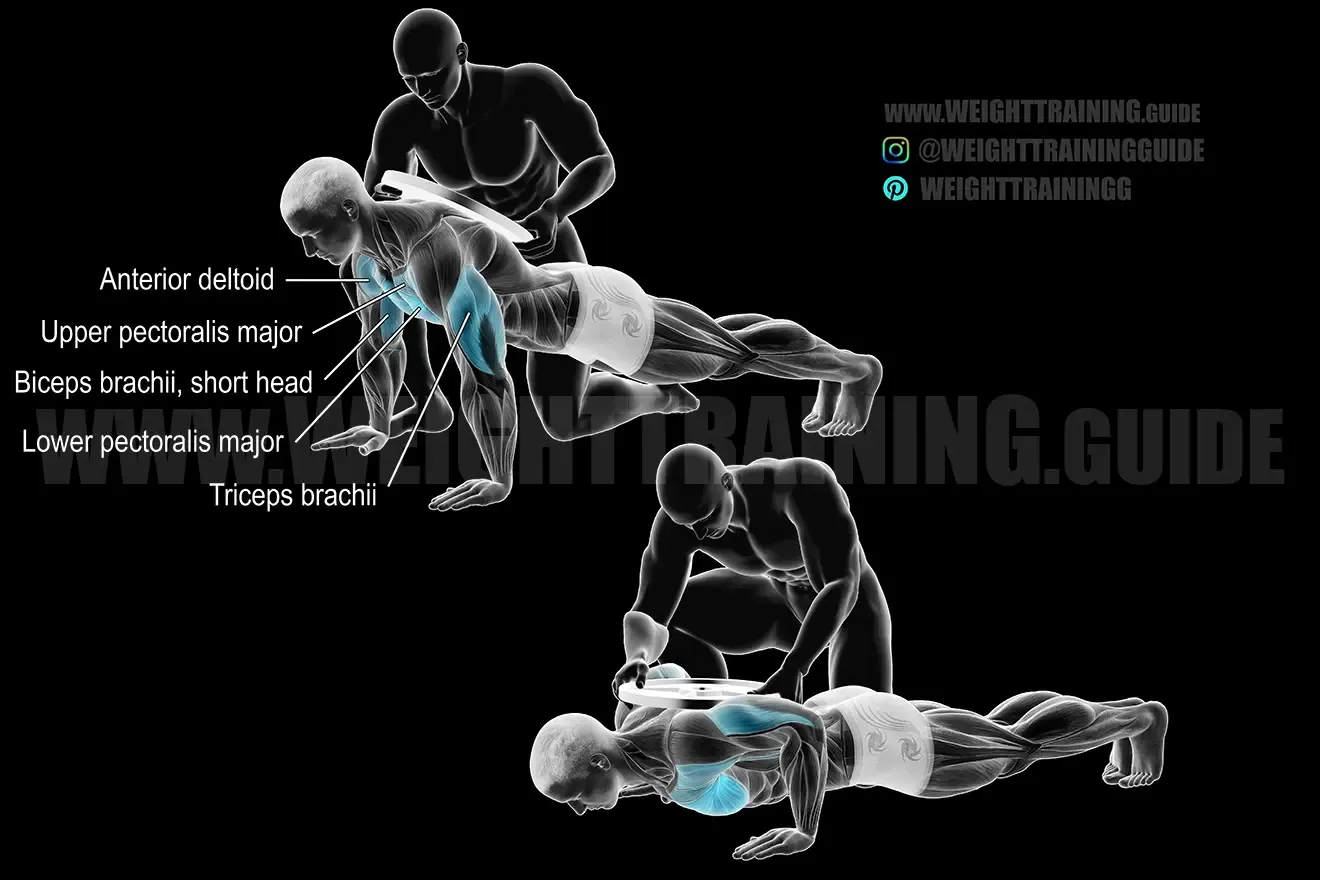 www.WEIGHTTRAINING.GUIDE
@WEIGHTTRAININGGUIDE
WEIGHTTRAININGG
Anterior deltoid
Upper pectoralis major
Biceps brachii, short head
www.WEIGHTTRAINING.GUIDE
Lower pectoralis major
Triceps brachii